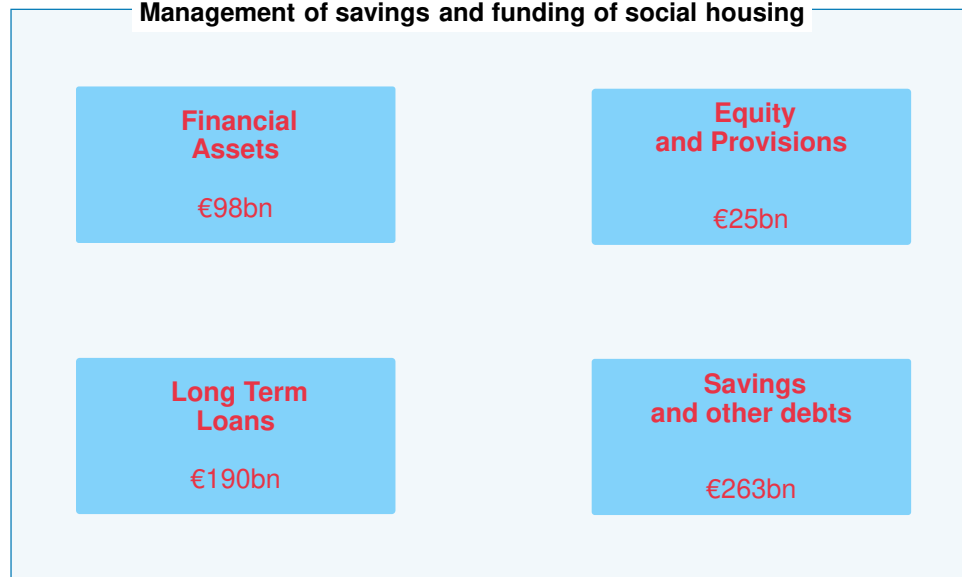 Management of savings and funding of social housing
Financial
Assets
€98bn
Equity
and Provisions
€25bn
Long Term
Loans
€190bn
Savings
and other debts
€263bn